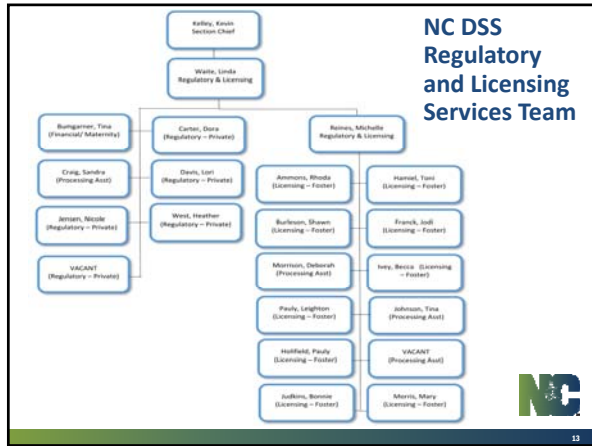 Kelley, Kevin
Section Chief
Waite, Linda
Regulatory & Licensing
NC DSS
Regulatory
and Licensing
Services Team
Bumgarner, Tina
(Financial/ Maternity)
Carter, Dora
(Regulatory – Private)
Reines, Michelle
Regulatory & Licensing
Craig, Sandra
(Processing Asst)
Davis, Lori
(Regulatory – Private)
Ammons, Rhoda
(Licensing – Foster)
Hamiel, Toni
(Licensing – Foster)
Jensen, Nicole
(Regulatory – Private)
West, Heather
(Regulatory – Private)
Burleson, Shawn
(Licensing – Foster)
Franck, Jodi
(Licensing – Foster)
VACANT
(Regulatory – Private)
Morrison, Deborah
(Processing Asst)
Ivey, Becca (Licensing
– Foster)
Pauly, Leighton
(Licensing – Foster)
Johnson, Tina
(Processing Asst)
Hollifield, Pauly
(Licensing – Foster)
VACANT
(Processing Asst)
Judkins, Bonnie
(Licensing – Foster)
Morris, Mary
(Licensing – Foster)
NC
13